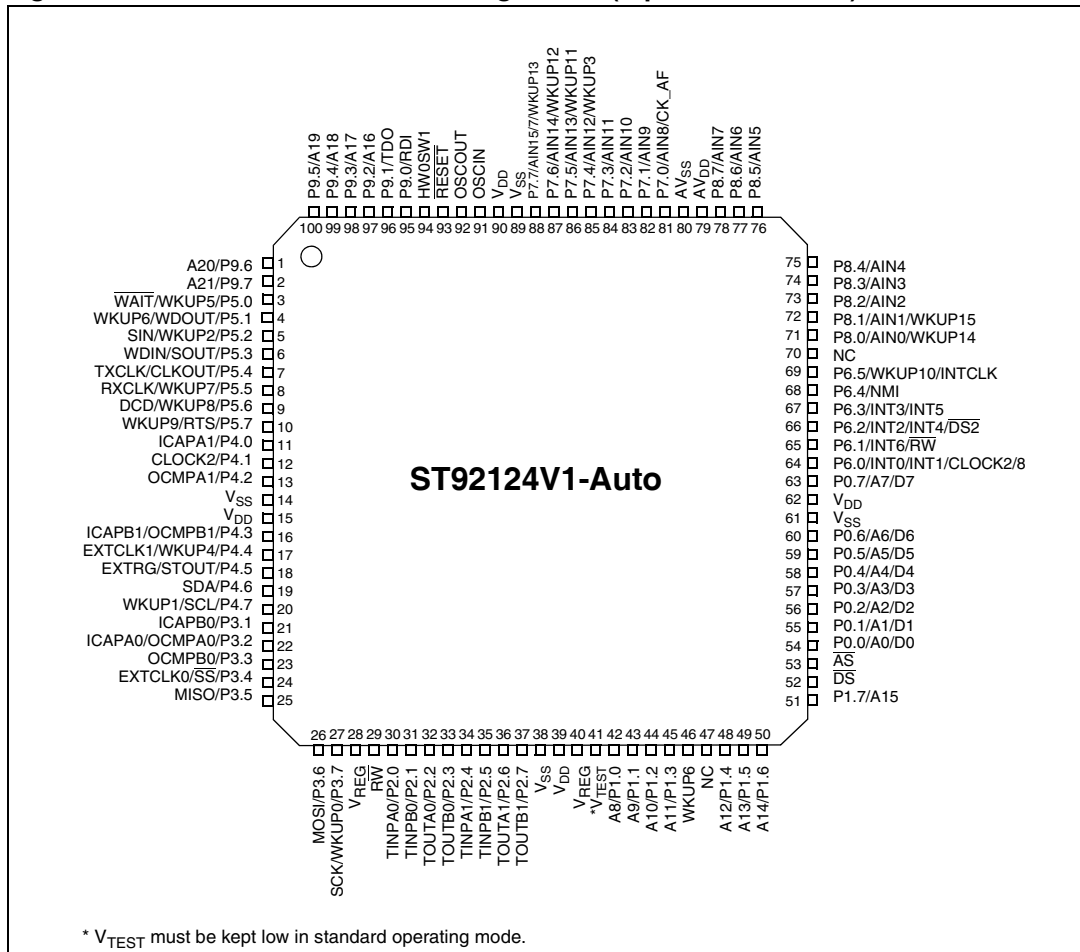 P9.5/A19
P9.4/A18
P9.3/A17
P9.2/A16
P9.1/TDO
P9.0/RDI
HW0SW1
RESET
OSCOUT
OSCIN
VDD
VSS
P7.7/AIN15/7/WKUP13
P7.6/AIN14/WKUP12
P7.5/AIN13/WKUP11
P7.4/AIN12/WKUP3
P7.3/AIN11
P7.2/AIN10
P7.1/AIN9
P7.0/AIN8/CK_AF
AVSS
AVDD
P8.7/AIN7
P8.6/AIN6
P8.5/AIN5
100 99 98 97 96 95 94 93 92 91 90 89 88 87 86 85 84 83 82 81 80 79 78 77 76
A20/P9.6 1
A21/P9.7 2
WAIT/WKUP5/P5.0 3
WKUP6/WDOUT/P5.1 4
SIN/WKUP2/P5.2 5
WDIN/SOUT/P5.3 6
TXCLK/CLKOUT/P5.4 7
RXCLK/WKUP7/P5.5 8
DCD/WKUP8/P5.6 9
WKUP9/RTS/P5.7 10
ICAPA1/P4.0 11
CLOCK2/P4.1 12
OCMPA1/P4.2 13
VSS 14
VDD 15
ICAPB1/OCMPB1/P4.3 16
EXTCLK1/WKUP4/P4.4 17
EXTRG/STOUT/P4.5 18
SDA/P4.6 19
WKUP1/SCL/P4.7 20
ICAPB0/P3.1 21
ICAPA0/OCMPA0/P3.2 22
OCMPB0/P3.3 23
EXTCLK0/SS/P3.4 24
MISO/P3.5 25
ST92124V1-Auto
75 P8.4/AIN4
74 P8.3/AIN3
73 P8.2/AIN2
72 P8.1/AIN1/WKUP15
71 P8.0/AIN0/WKUP14
70 NC
69 P6.5/WKUP10/INTCLK
68 P6.4/NMI
67 P6.3/INT3/INT5
66 P6.2/INT2/INT4/DS2
65 P6.1/INT6/RW
64 P6.0/INT0/INT1/CLOCK2/8
63 P0.7/A7/D7
62 VDD
61 VSS
60 P0.6/A6/D6
59 P0.5/A5/D5
58 P0.4/A4/D4
57 P0.3/A3/D3
56 P0.2/A2/D2
55 P0.1/A1/D1
54 P0.0/A0/D0
53 AS
52 DS
51 P1.7/A15
26 27 28 29 30 31 32 33 34 35 36 37 38 39 40 41 42 43 44 45 46 47 48 49 50
MOSI/P3.6
SCK/WKUP0/P3.7
VREG
RW
TINPA0/P2.0
TINPB0/P2.1
TOUTA0/P2.2
TOUTB0/P2.3
TINPA1/P2.4
TINPB1/P2.5
TOUTA1/P2.6
TOUTB1/P2.7
VSS
VDD
VREG
*VTEST
A8/P1.0
A9/P1.1
A10/P1.2
A11/P1.3
WKUP6
NC
A12/P1.4
A13/P1.5
A14/P1.6
* VTEST must be kept low in standard operating mode.